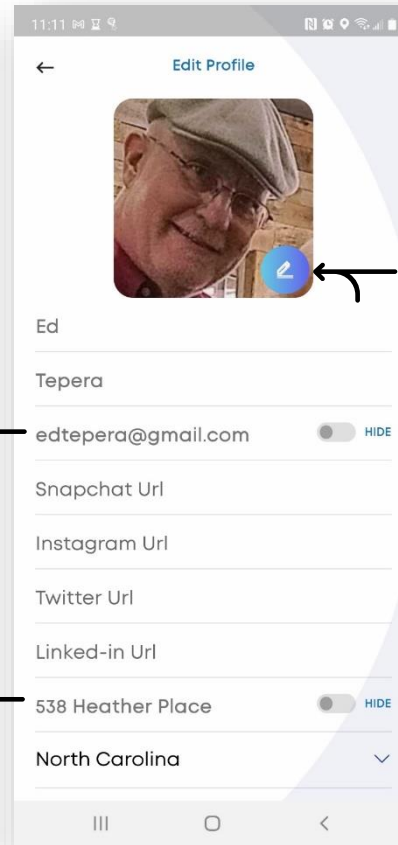 11:11
Edit Profile
Ed
Tepera
edtepera@gmail.com HIDE
Snapchat Url
Instagram Url
Twitter Url
Linked-in Url
538 Heather Place HIDE
North Carolina